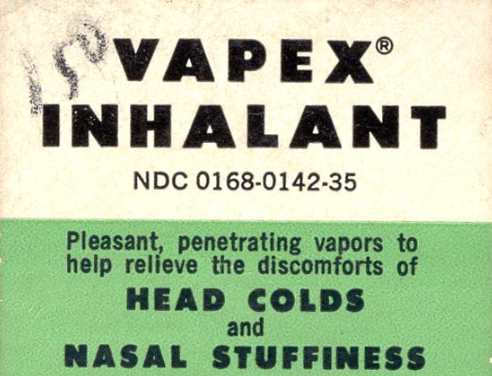 VAPEX®
INHALANT
NDC 0168-0142-35
Pleasant, penetrating vapors to
help relieve the discomforts of
HEAD COLDS
and
NASAL STUFFINESS